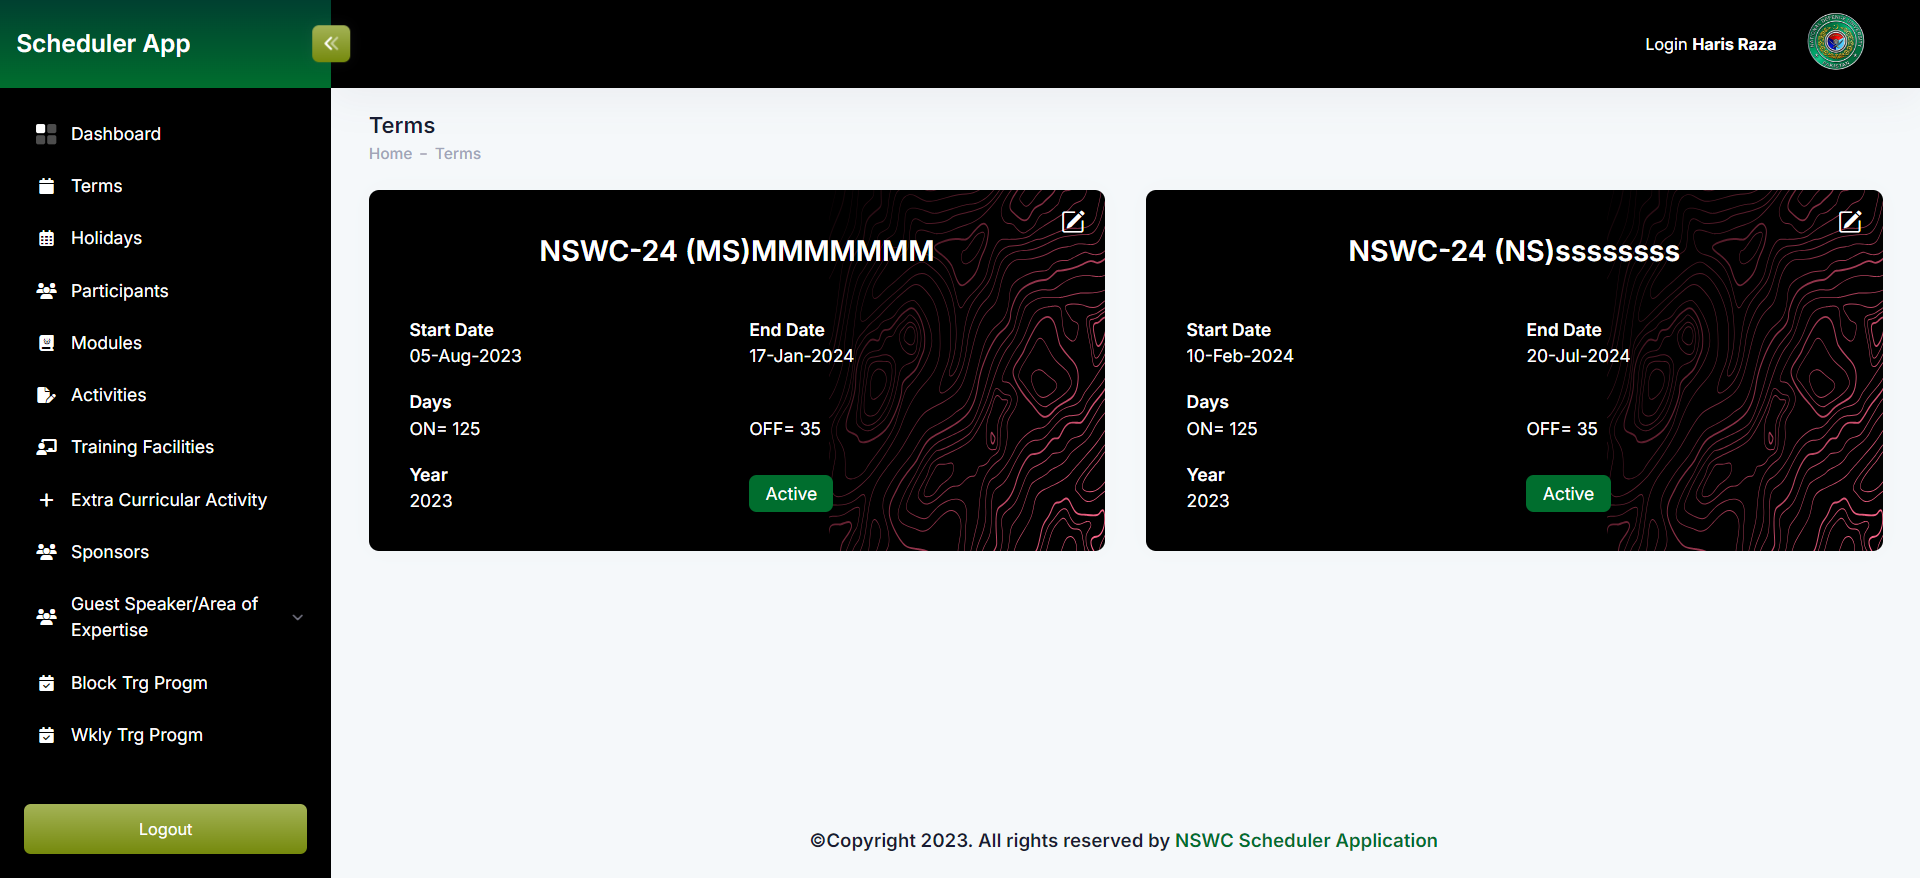 Scheduler App
Login Haris Raza
Dashboard
Terms
Holidays
Participants
Modules
Activities
Training Facilities
Extra Curricular Activity
Sponsors
Guest Speaker/Area of
Expertise
Block Trg Progm
Wkly Trg Progm
Logout
Terms
Home - Terms
NSWC-24 (MS)MMMMMMM
Start Date
End Date
05-Aug-2023
17-Jan-2024
Days
ON= 125
OFF= 35
Year
2023
Active
NSWC-24 (NS)ssssssss
Start Date
End Date
10-Feb-2024
20-Jul-2024
Days
ON= 125
OFF= 35
Year
2023
Active
©Copyright 2023. All rights reserved by NSWC Scheduler Application